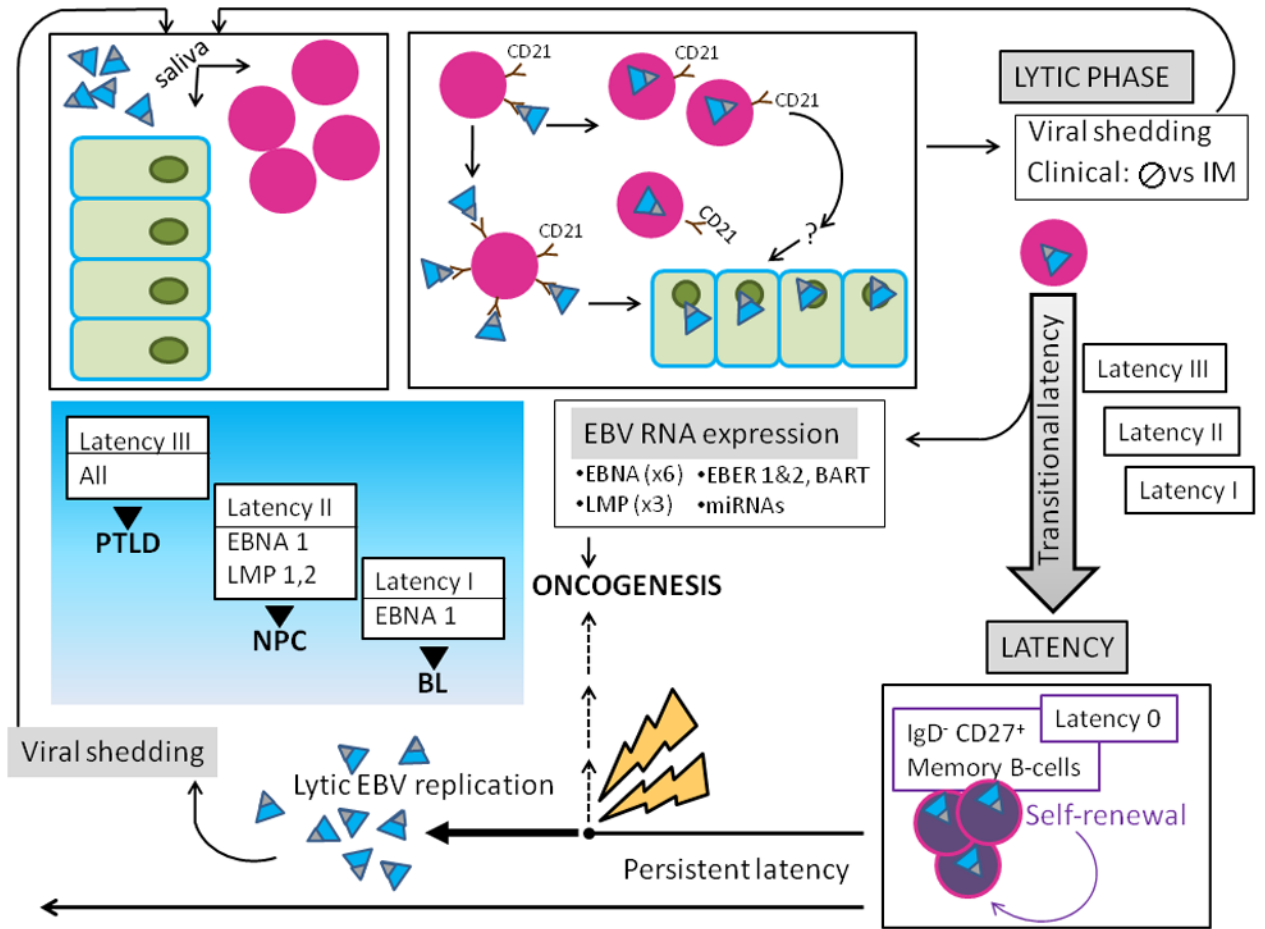 saliva
CD21
CD21
CD21
CD21
CD21
?
LYTIC PHASE
Viral shedding
Clinical: ∅ vs IM
Transitional latency
Latency III
Latency II
Latency I
EBV RNA expression
•EBNA (x6) •EBER 1&2, BART
•LMP (x3) •miRNAs
ONCOGENESIS
Latency III
All
PTLD
Latency II
EBNA 1
LMP 1,2
NPC
Latency I
EBNA 1
BL
LATENCY
Latency 0
IgD⁻ CD27⁺
Memory B-cells
Self-renewal
Viral shedding
Lytic EBV replication
Persistent latency